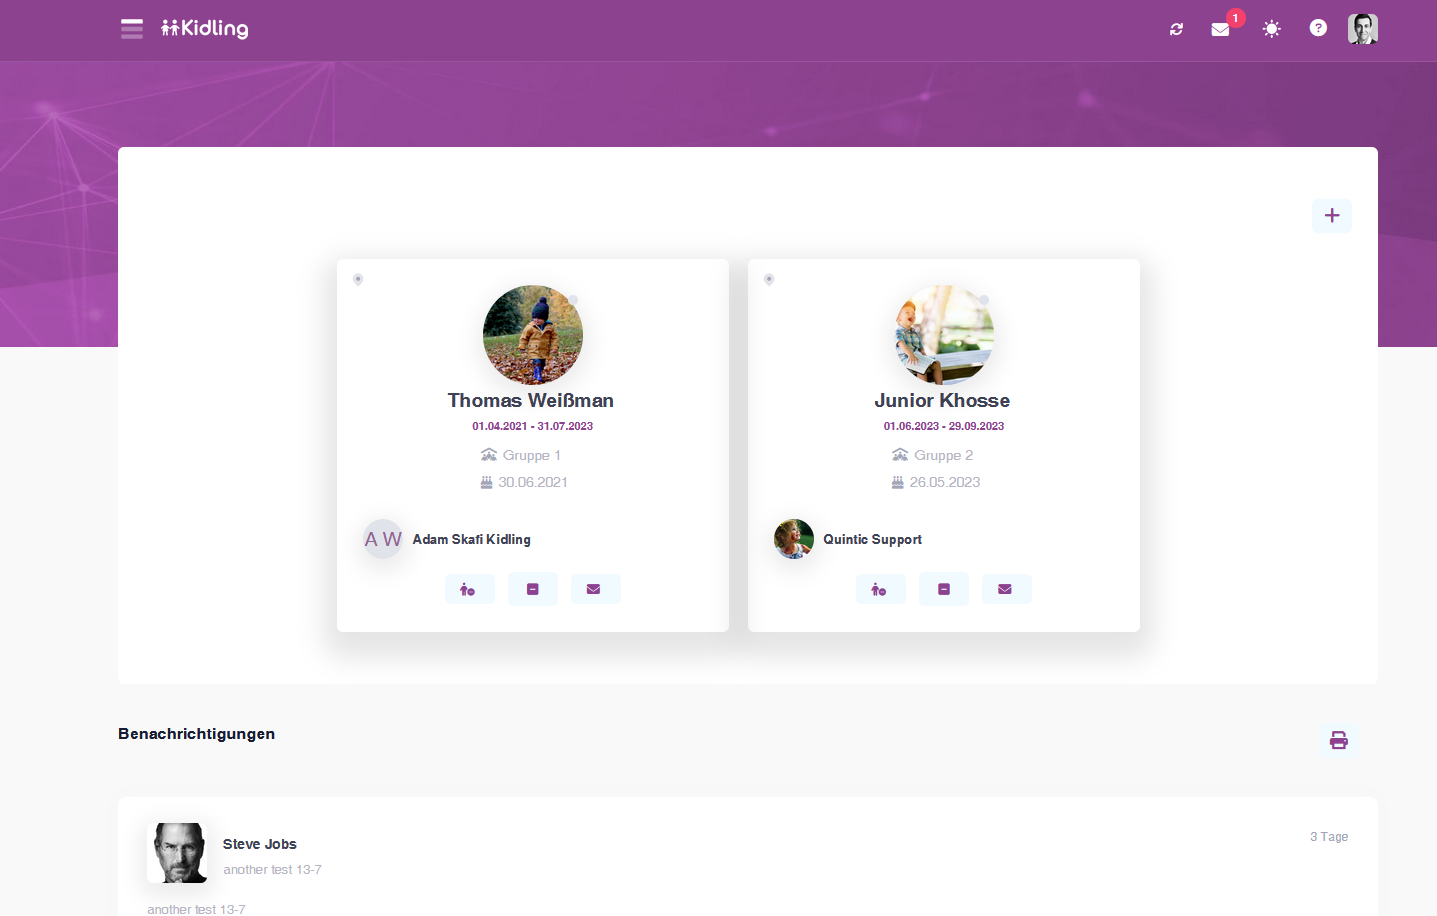 Kidling
1
Thomas Weißman
01.04.2021 - 31.07.2023
Gruppe 1
30.06.2021
A W
Adam Skafi Kidling
Junior Khosse
01.06.2023 - 29.09.2023
Gruppe 2
26.05.2023
Quintic Support
Benachrichtigungen
Steve Jobs
3 Tage
another test 13-7
another test 13-7